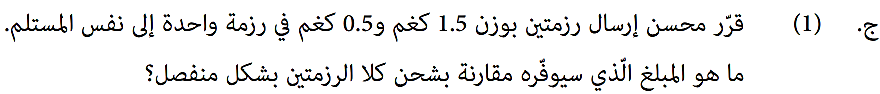 ج. (1) قرّر محسن إرسال رزمتين بوزن 1.5 كغم و0.5 كغم في رزمة واحدة إلى نفس المستلم.
ما هو المبلغ الّذي سيوفّره مقارنة بشحن كلا الرزمتين بشكل منفصل؟